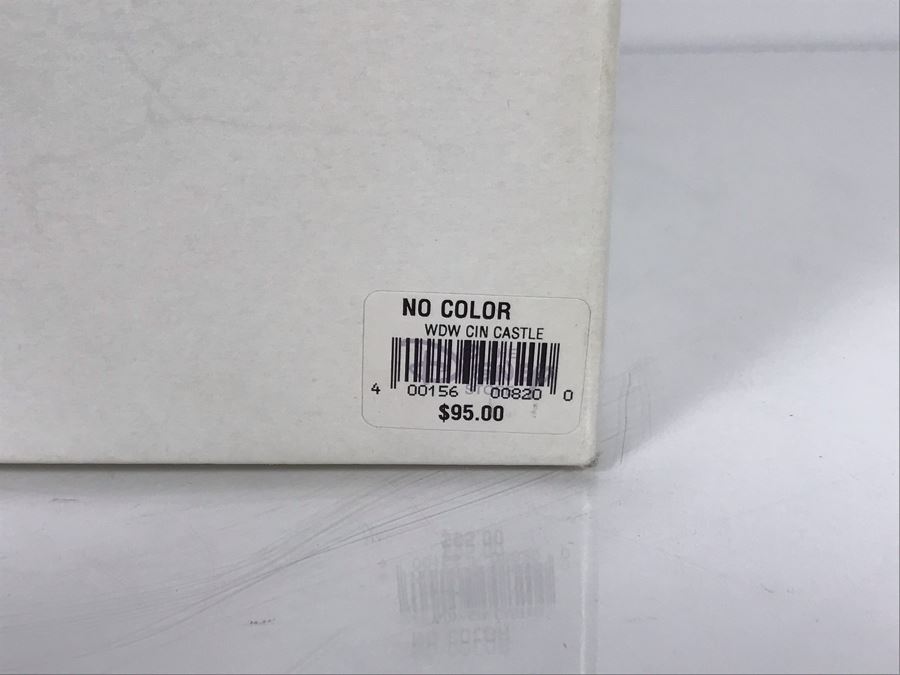 NO COLOR
WDW CIN CASTLE
4 00156 00820 0
$95.00